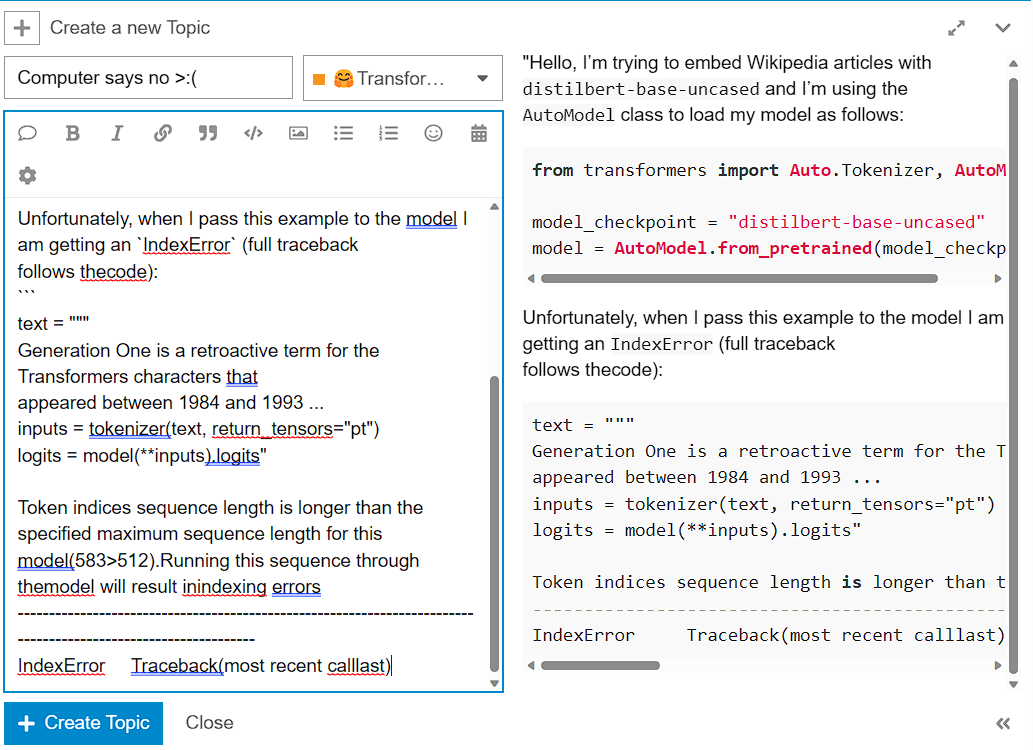 Create a new Topic
Computer says no >:(
🤗 Transfor...
Unfortunately, when I pass this example to the model I
am getting an `IndexError` (full traceback
follows thecode):
```
text = """
Generation One is a retroactive term for the
Transformers characters that
appeared between 1984 and 1993 ...
inputs = tokenizer(text, return_tensors="pt")
logits = model(**inputs).logits"
Token indices sequence length is longer than the
specified maximum sequence length for this
model(583>512).Running this sequence through
themodel will result inindexing errors
--------------------------------------------------------------------------
--------------------------------------
IndexError Traceback(most recent calllast)
+ Create Topic
Close
"Hello, I’m trying to embed Wikipedia articles with
distilbert-base-uncased and I’m using the
AutoModel class to load my model as follows:
from transformers import Auto.Tokenizer, AutoM
model_checkpoint = "distilbert-base-uncased"
model = AutoModel.from_pretrained(model_checkp
Unfortunately, when I pass this example to the model I am
getting an IndexError (full traceback
follows thecode):
text = """
Generation One is a retroactive term for the T
appeared between 1984 and 1993 ...
inputs = tokenizer(text, return_tensors="pt")
logits = model(**inputs).logits"
Token indices sequence length is longer than t
-----------------------------------------
IndexError Traceback(most recent calllast)